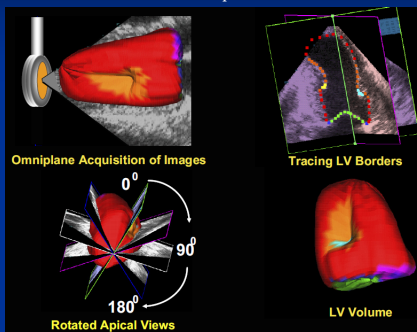 Omniplane Acquisition of Images
Tracing LV Borders
0⁰
90⁰
180⁰
Rotated Apical Views
LV Volume